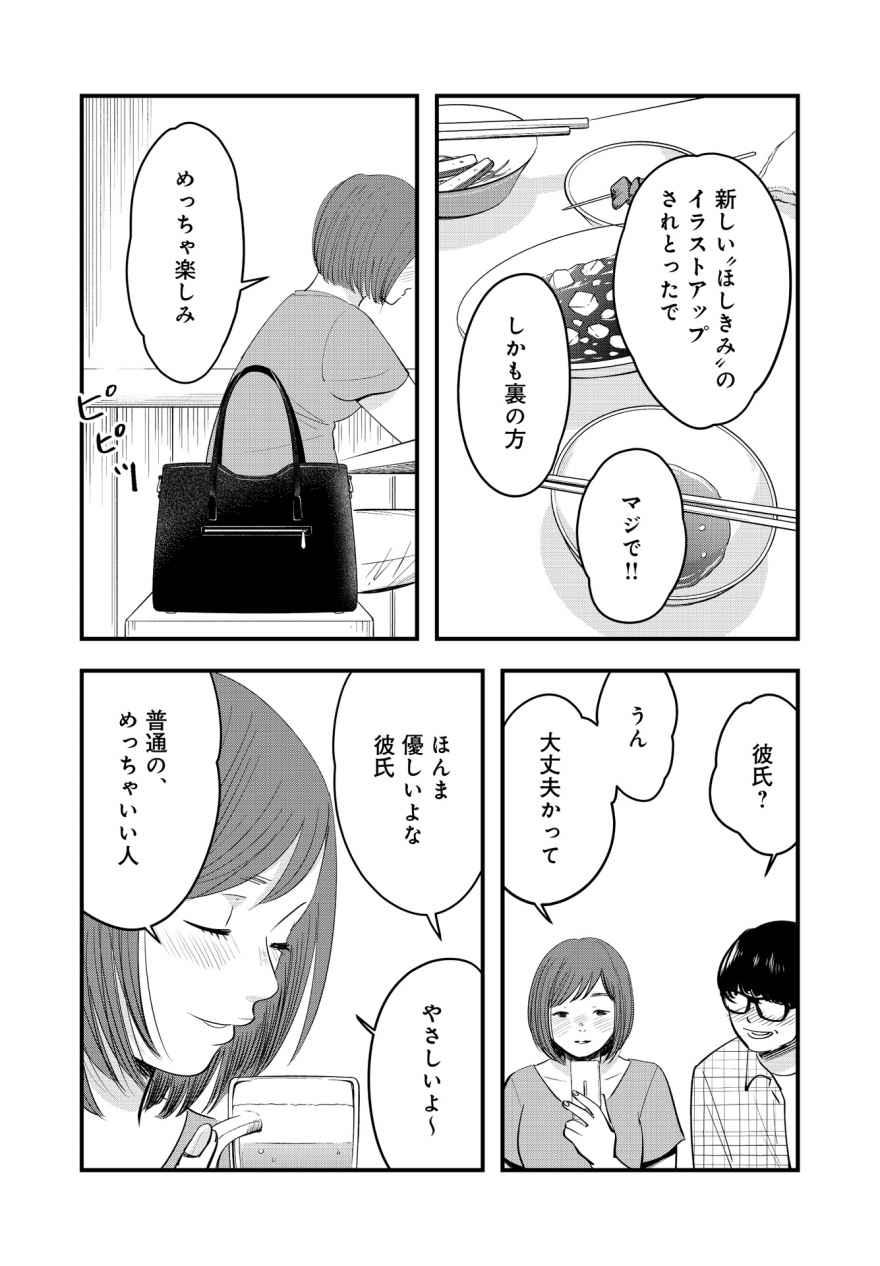 新しい〝ほしきみ〟の
イラストアップ
されとったで
しかも裏の方
マジで!!
めっちゃ楽しみ
ピピピッ
彼氏?
うん
大丈夫かって
ほんま
優しいよな
彼氏
やさしいよ～
普通の、
めっちゃいい人